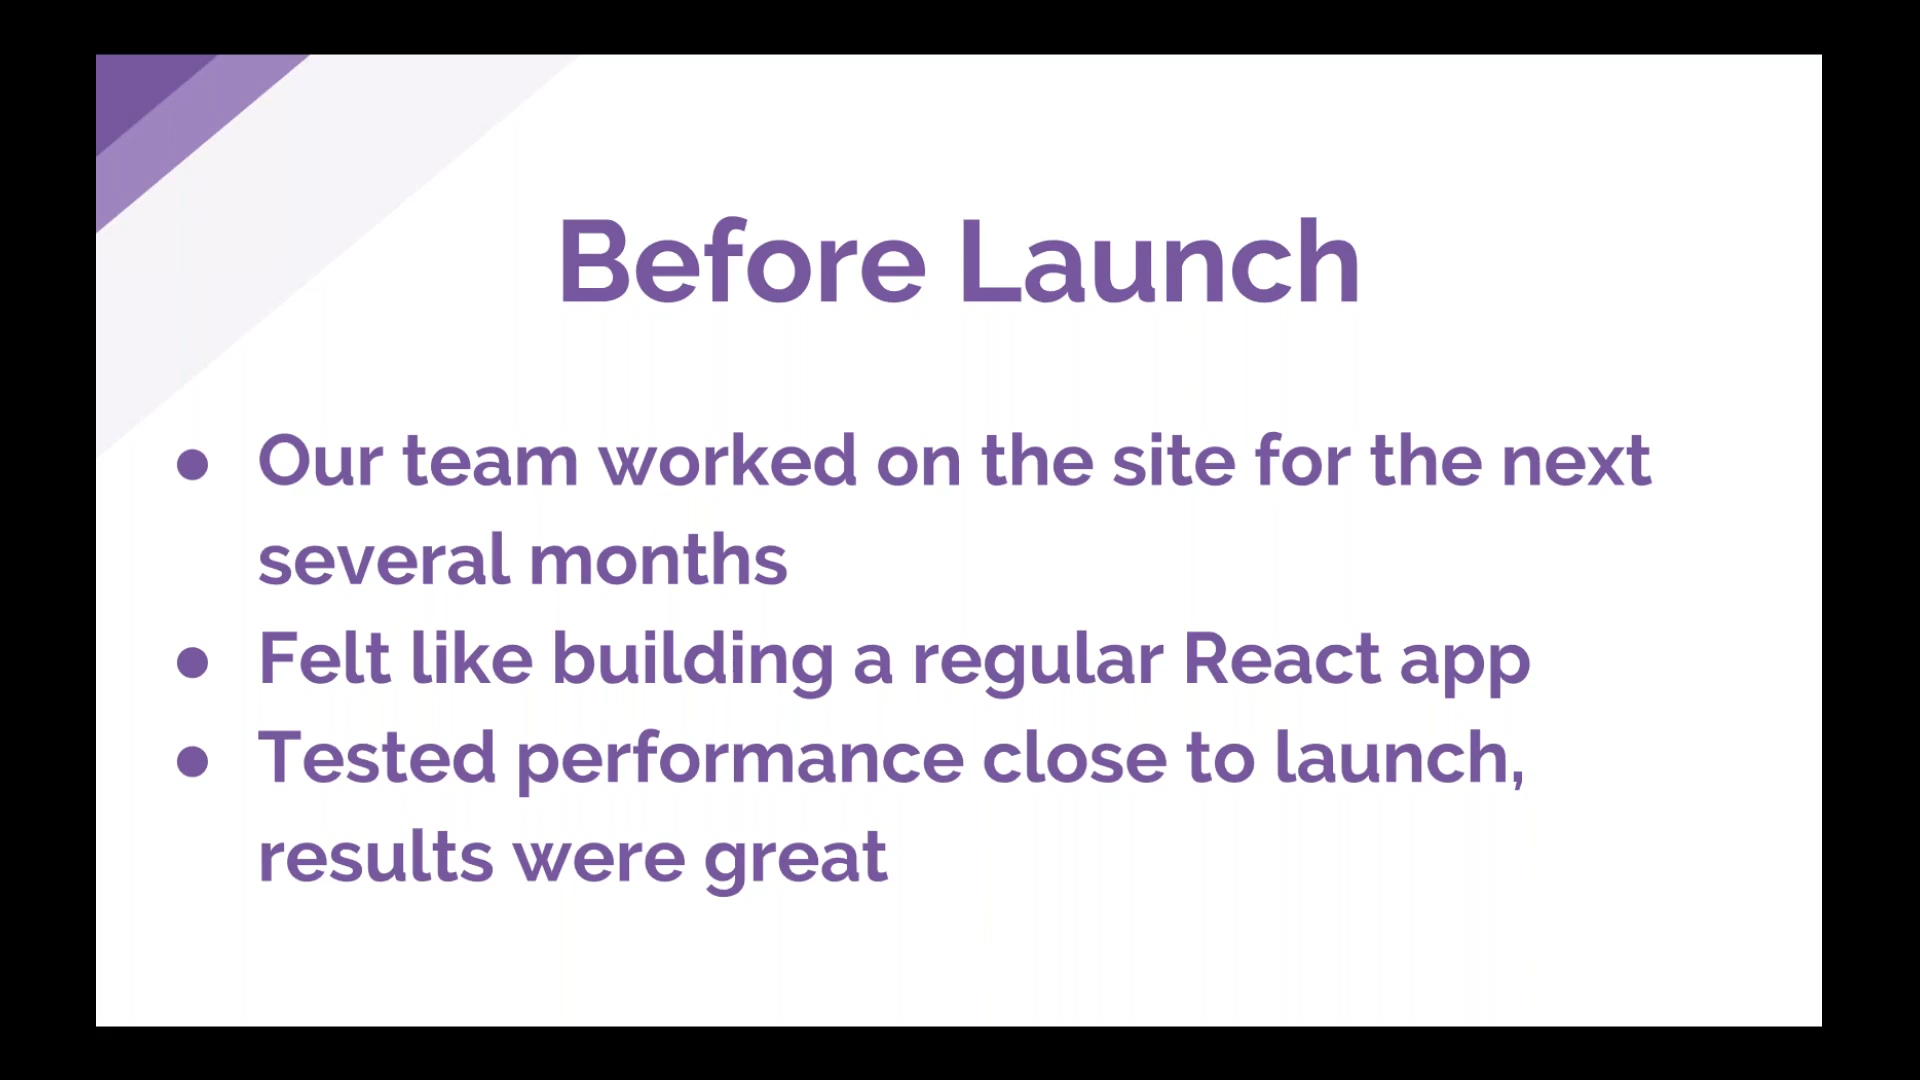 Before Launch
● Our team worked on the site for the next
several months
● Felt like building a regular React app
● Tested performance close to launch,
results were great